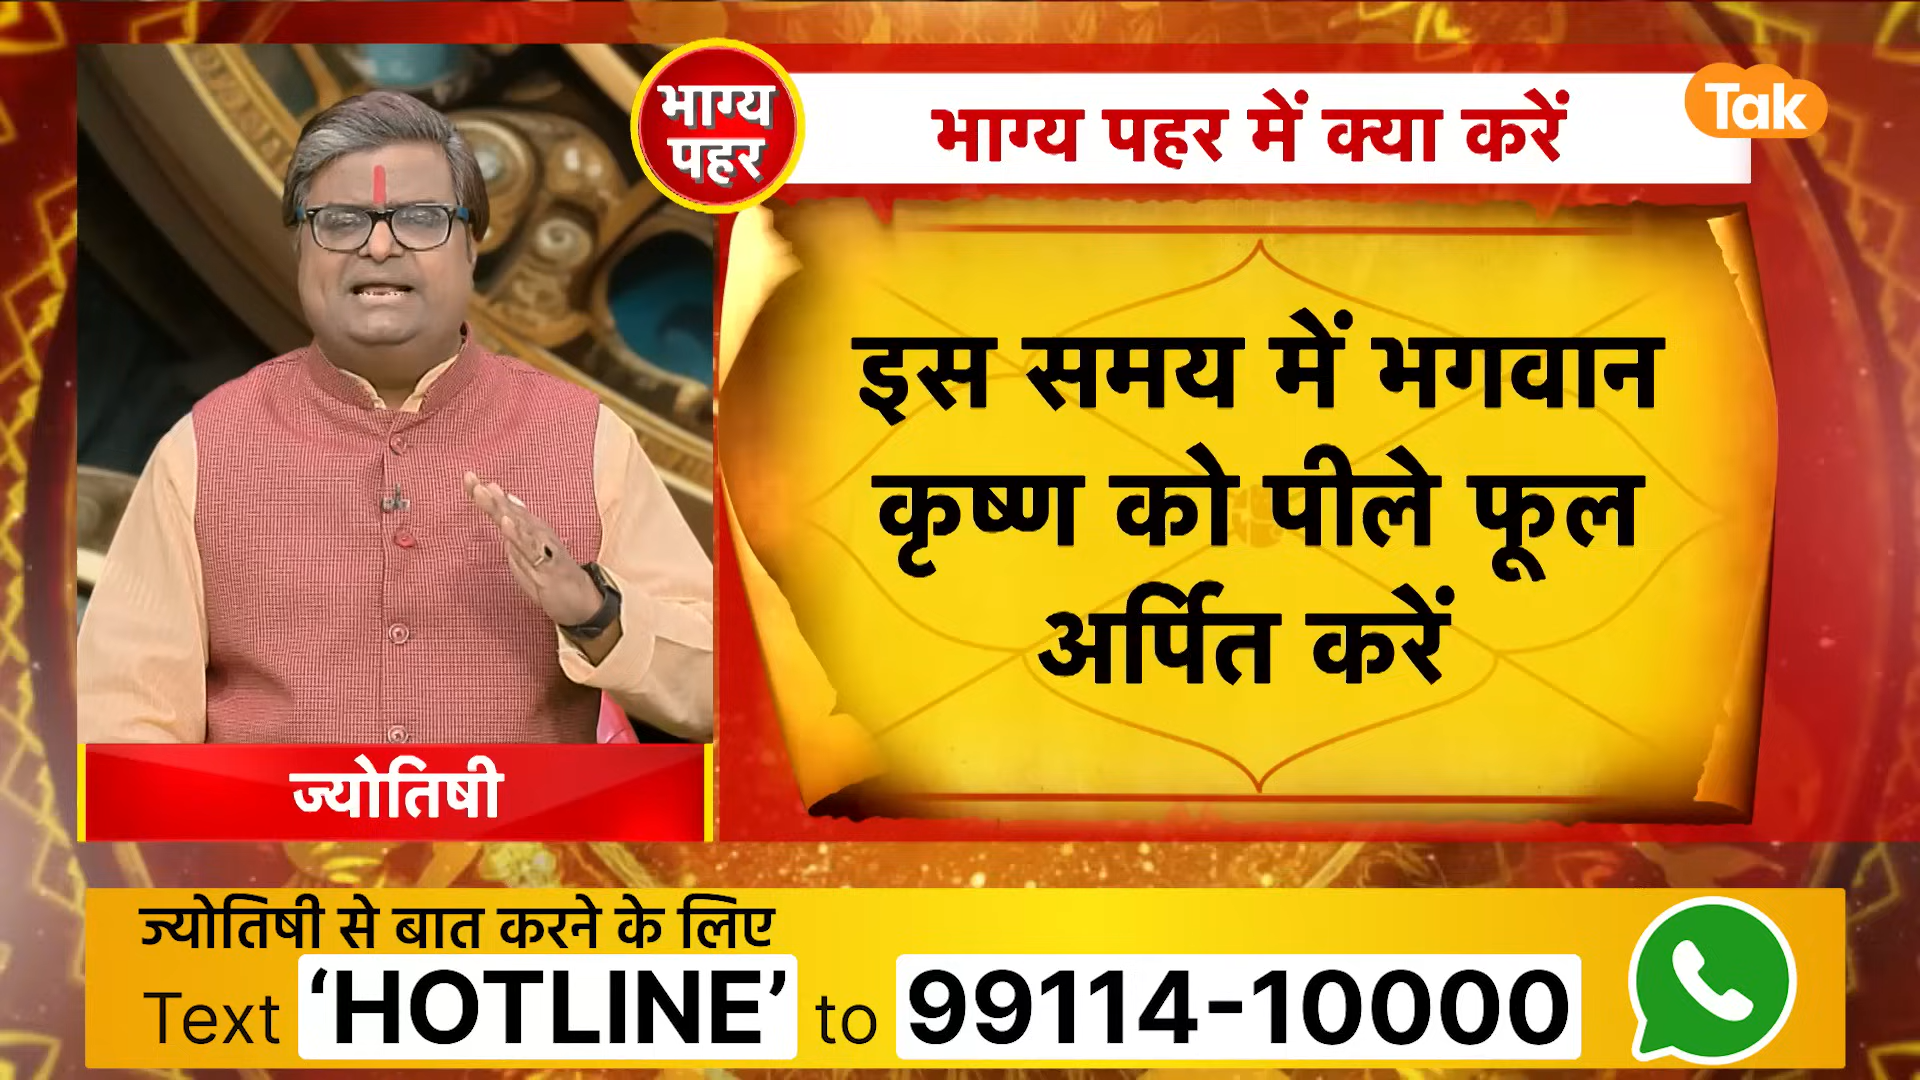 भाग्य
पहर
भाग्य पहर में क्या करें
Tak
इस समय में भगवान
कृष्ण को पीले फूल
अर्पित करें
ज्योतिषी
ज्योतिषी से बात करने के लिए
Text ‘HOTLINE’ to 99114-10000